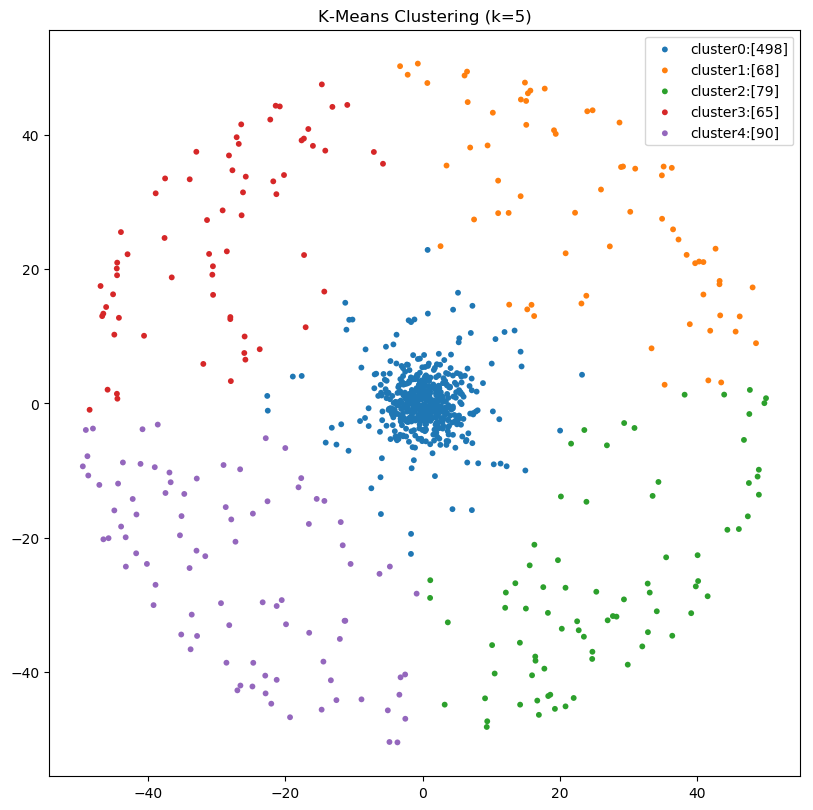 K-Means Clustering (k=5)
cluster0:[498]
cluster1:[68]
cluster2:[79]
cluster3:[65]
cluster4:[90]
40
20
0
−20
−40
−40 −20 0 20 40